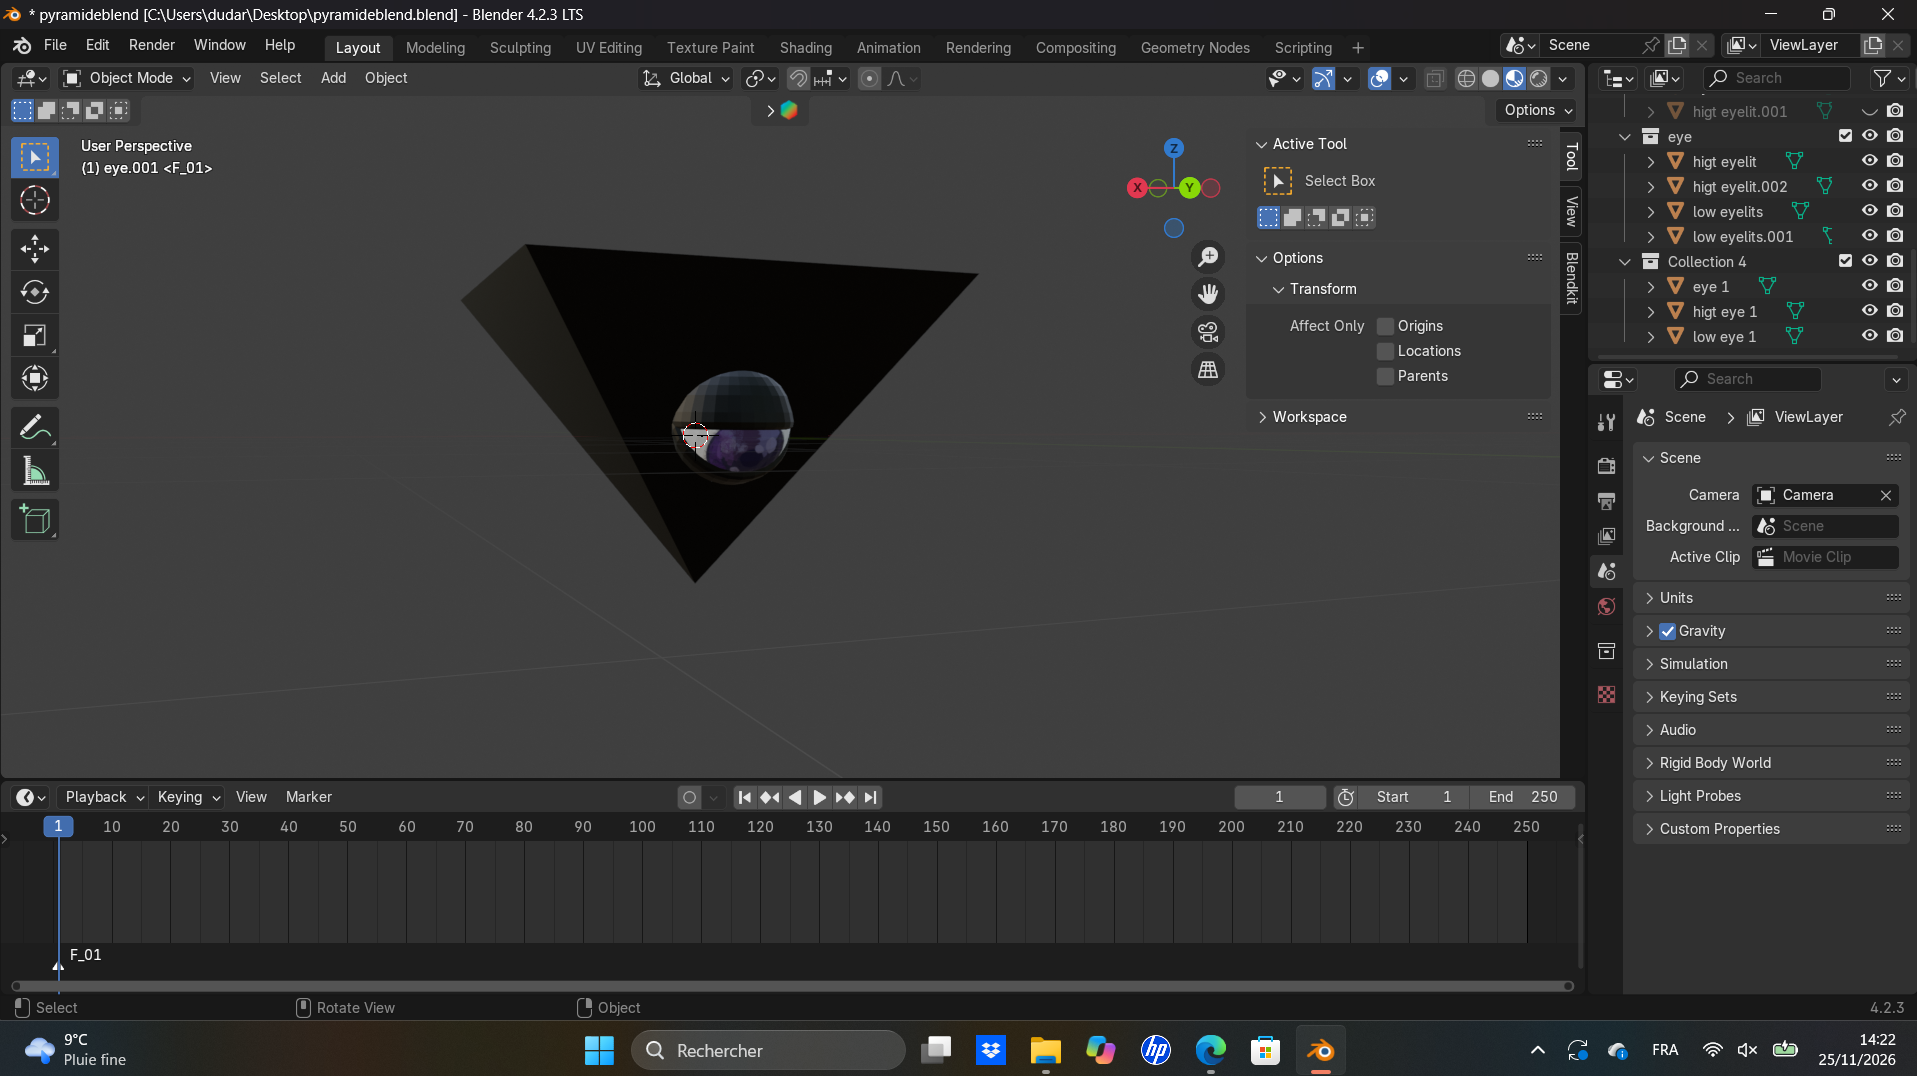 * pyramideblend [C:\Users\dudar\Desktop\pyramideblend.blend] - Blender 4.2.3 LTS
File Edit Render Window Help Layout Modeling Sculpting UV Editing Texture Paint Shading Animation Rendering Compositing Geometry Nodes Scripting + Scene ViewLayer
Object Mode View Select Add Object Global Search
Options
User Perspective
(1) eye.001 <F_01>
Z
X
Y
Active Tool
Select Box
Options
Transform
Affect Only Origins
Locations
Parents
Workspace
Tool
View
Blendkit
higt eyelit.001
eye
higt eyelit
higt eyelit.002
low eyelits
low eyelits.001
Collection 4
eye 1
higt eye 1
low eye 1
Search
Scene ViewLayer
Scene
Camera Camera
Background ... Scene
Active Clip Movie Clip
Units
Gravity
Simulation
Keying Sets
Audio
Rigid Body World
Light Probes
Custom Properties
Playback Keying View Marker 1 Start 1 End 250
1 10 20 30 40 50 60 70 80 90 100 110 120 130 140 150 160 170 180 190 200 210 220 230 240 250
F_01
Select Rotate View Object 4.2.3
9°C
Pluie fine
Rechercher
hp
FRA
14:22
25/11/2026